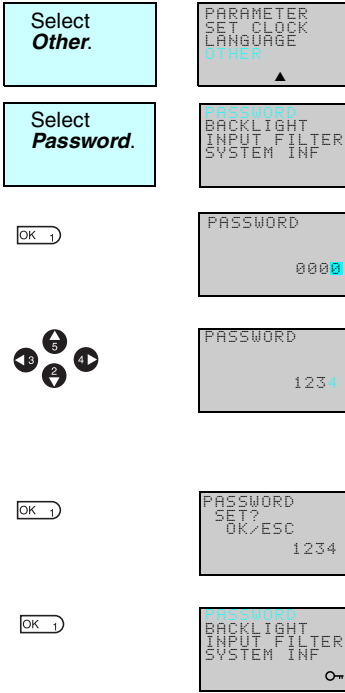 Select
Other.
PARAMETER
SET CLOCK
LANGUAGE
OTHER
Select
Password.
PASSWORD
BACKLIGHT
INPUT FILTER
SYSTEM INF
OK 1
PASSWORD
0000
5
3
4
2
PASSWORD
1234
OK 1
PASSWORD
SET?
OK/ESC
1234
OK 1
PASSWORD
BACKLIGHT
INPUT FILTER
SYSTEM INF